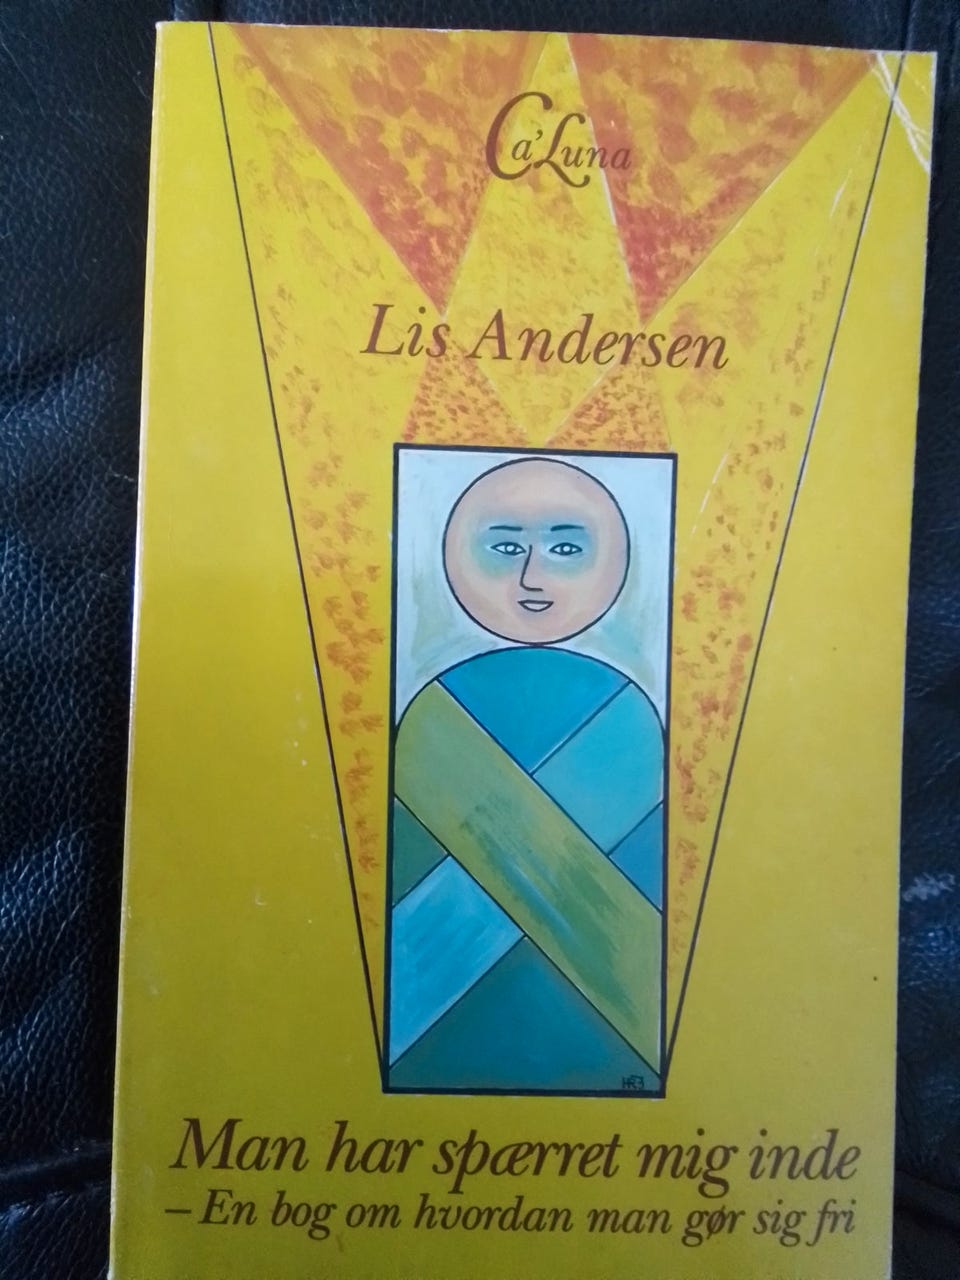 Ca'Luna
Lis Andersen
Man har spærret mig inde
– En bog om hvordan man gør sig fri